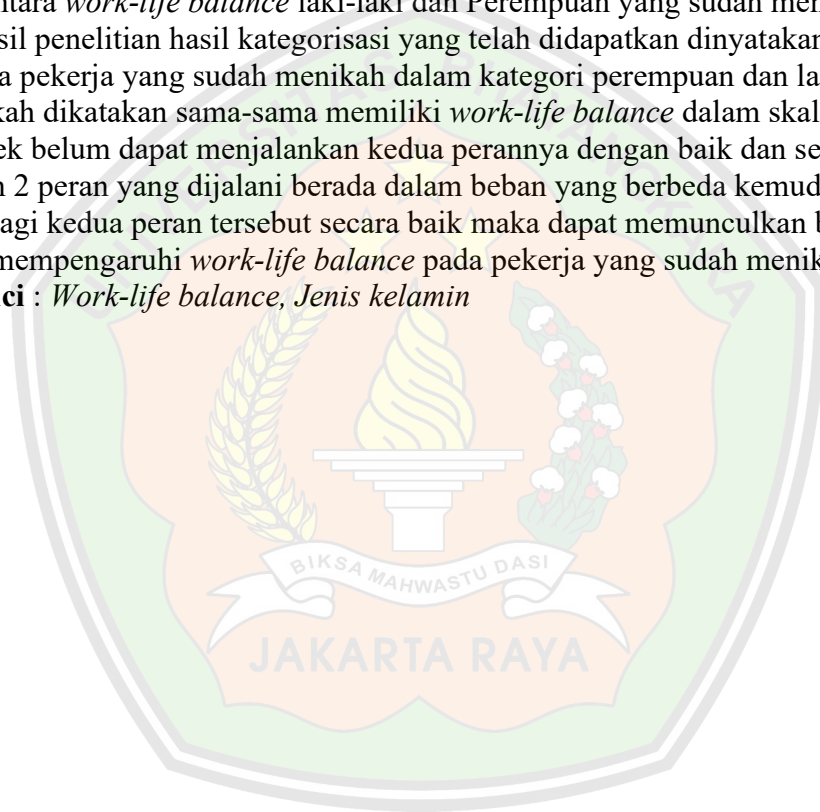 ntara work-life balance laki-laki dan Perempuan yang sudah men
sil penelitian hasil kategorisasi yang telah didapatkan dinyatakan
a pekerja yang sudah menikah dalam kategori perempuan dan la
kah dikatakan sama-sama memiliki work-life balance dalam skal
ek belum dapat menjalankan kedua perannya dengan baik dan se
n 2 peran yang dijalani berada dalam beban yang berbeda kemud
agi kedua peran tersebut secara baik maka dapat memunculkan b
mempengaruhi work-life balance pada pekerja yang sudah menik
ci : Work-life balance, Jenis kelamin
UNIVERSITAS BHAYANGKARA
BIKSA MAHWASTU DASI
JAKARTA RAYA